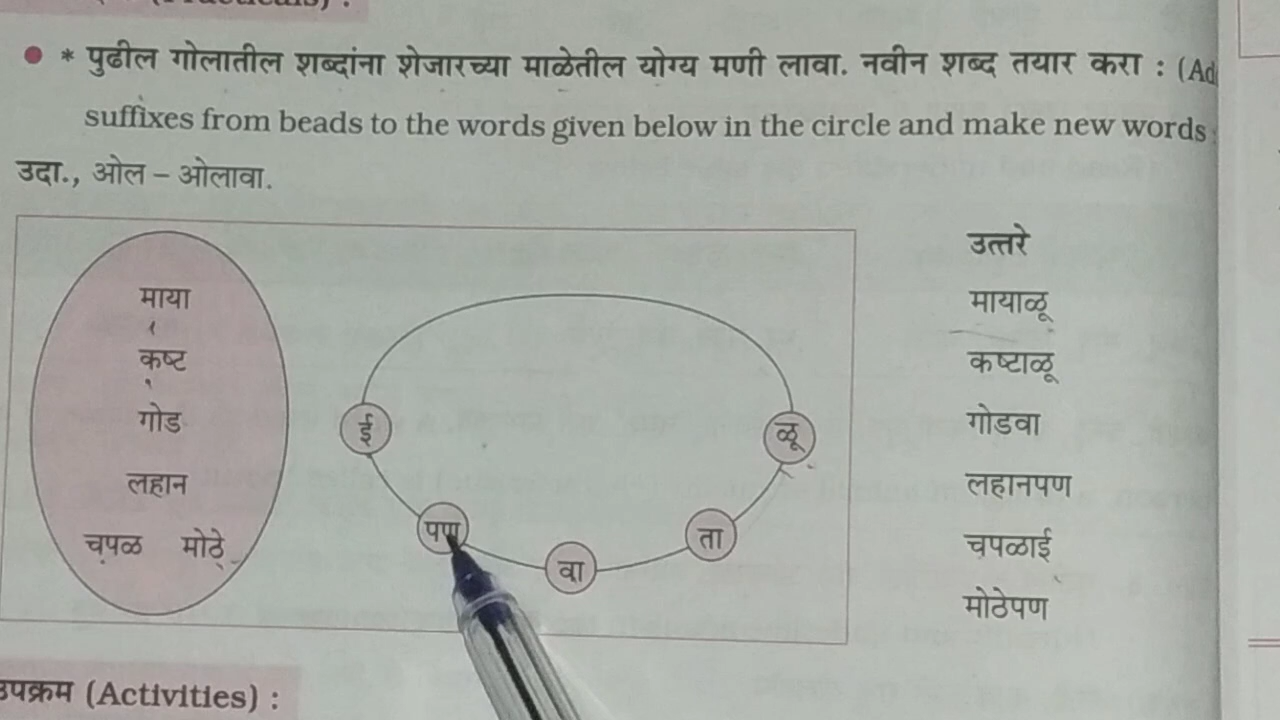 * पुढील गोलातील शब्दांना शेजारच्या माळेतील योग्य मणी लावा. नवीन शब्द तयार करा : (Ad
suffixes from beads to the words given below in the circle and make new words
उदा., ओल – ओलावा.
माया
कष्ट
गोड
लहान
चपळ मोठे
ई
पण
वा
ता
ळू
उत्तरे
मायाळू
कष्टाळू
गोडवा
लहानपण
चपळाई
मोठेपण
उपक्रम (Activities) :